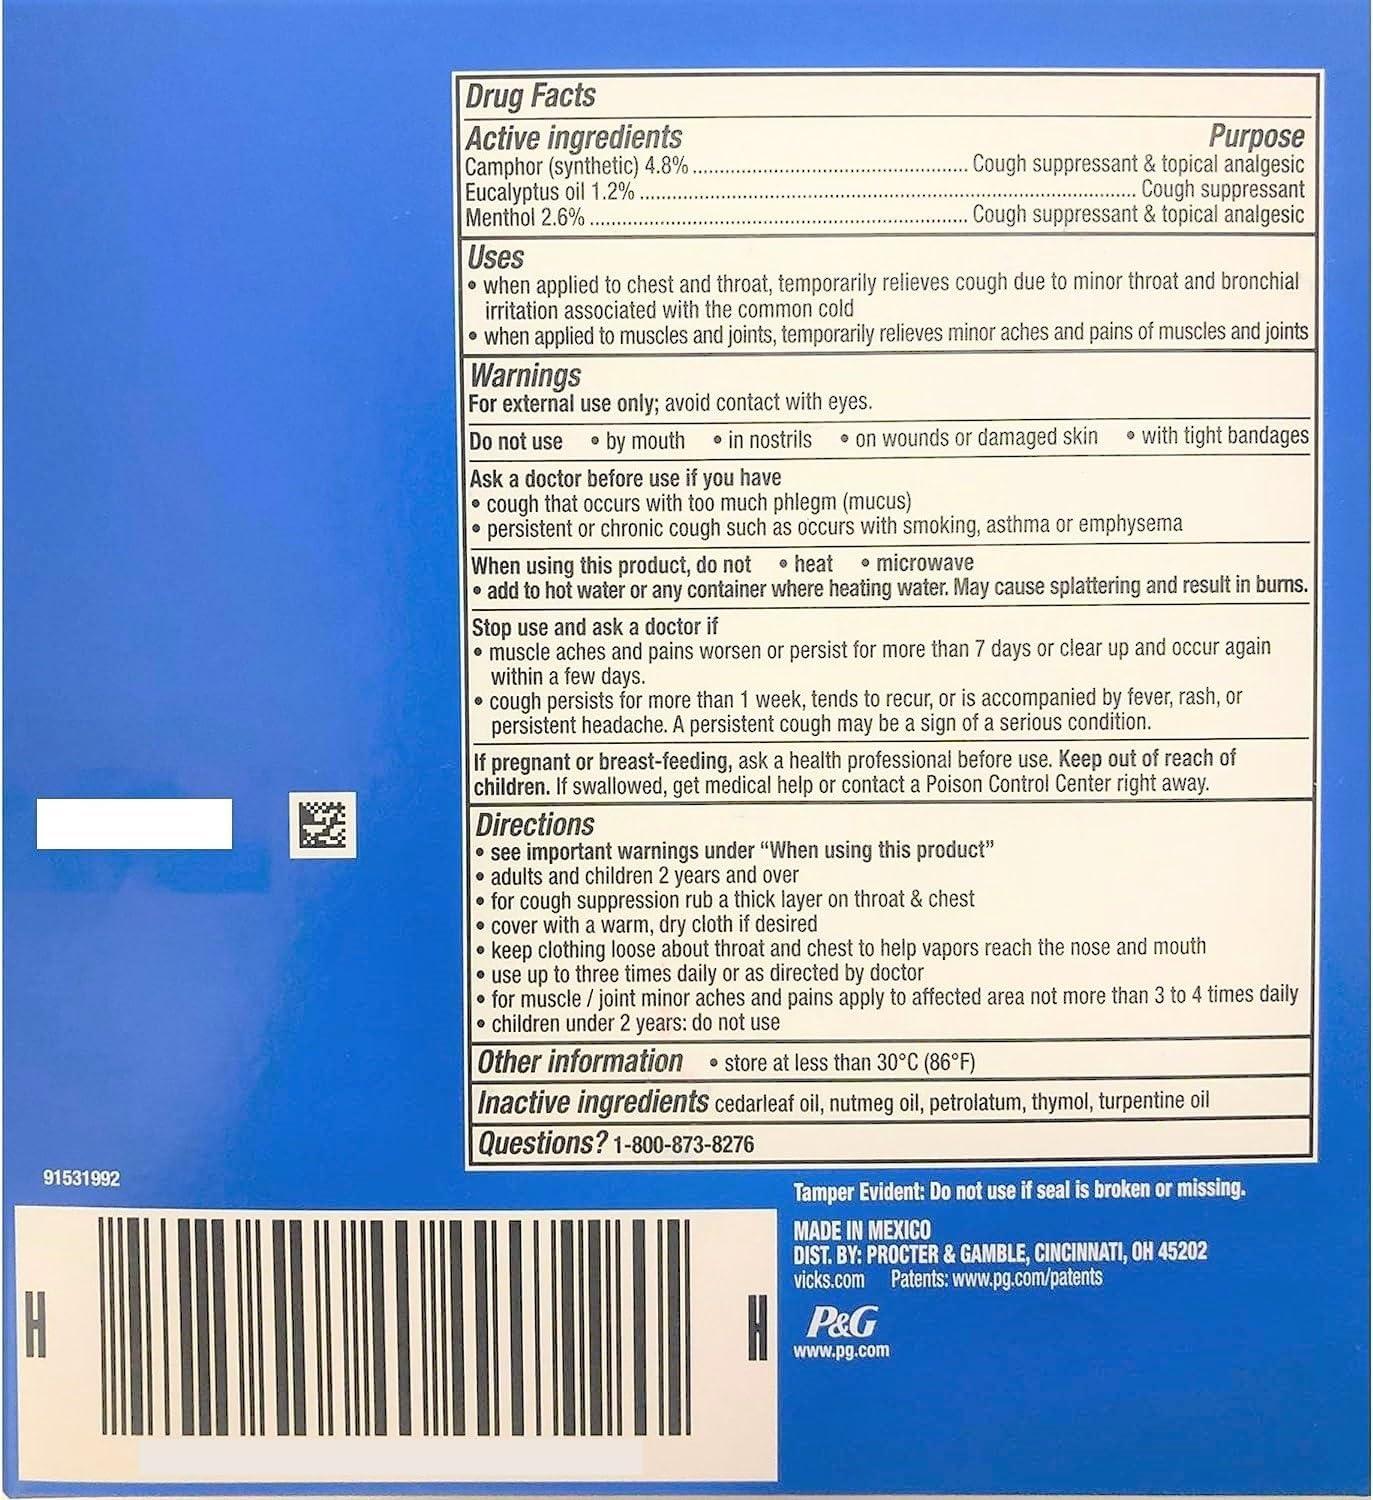 Drug Facts
Active ingredients Purpose
Camphor (synthetic) 4.8% ........................................ Cough suppressant & topical analgesic
Eucalyptus oil 1.2% ........................................ Cough suppressant
Menthol 2.6% ........................................ Cough suppressant & topical analgesic
Uses
• when applied to chest and throat, temporarily relieves cough due to minor throat and bronchial
irritation associated with the common cold
• when applied to muscles and joints, temporarily relieves minor aches and pains of muscles and joints
Warnings
For external use only; avoid contact with eyes.
Do not use • by mouth • in nostrils • on wounds or damaged skin • with tight bandages
Ask a doctor before use if you have
• cough that occurs with too much phlegm (mucus)
• persistent or chronic cough such as occurs with smoking, asthma or emphysema
When using this product, do not • heat • microwave
• add to hot water or any container where heating water. May cause splattering and result in burns.
Stop use and ask a doctor if
• muscle aches and pains worsen or persist for more than 7 days or clear up and occur again
within a few days.
• cough persists for more than 1 week, tends to recur, or is accompanied by fever, rash, or
persistent headache. A persistent cough may be a sign of a serious condition.
If pregnant or breast-feeding, ask a health professional before use. Keep out of reach of
children. If swallowed, get medical help or contact a Poison Control Center right away.
Directions
• see important warnings under “When using this product”
• adults and children 2 years and over
• for cough suppression rub a thick layer on throat & chest
• cover with a warm, dry cloth if desired
• keep clothing loose about throat and chest to help vapors reach the nose and mouth
• use up to three times daily or as directed by doctor
• for muscle / joint minor aches and pains apply to affected area not more than 3 to 4 times daily
• children under 2 years: do not use
Other information • store at less than 30°C (86°F)
Inactive ingredients cedarleaf oil, nutmeg oil, petrolatum, thymol, turpentine oil
Questions? 1-800-873-8276
91531992
Tamper Evident: Do not use if seal is broken or missing.
MADE IN MEXICO
DIST. BY: PROCTER & GAMBLE, CINCINNATI, OH 45202
vicks.com Patents: www.pg.com/patents
P&G
www.pg.com
H H